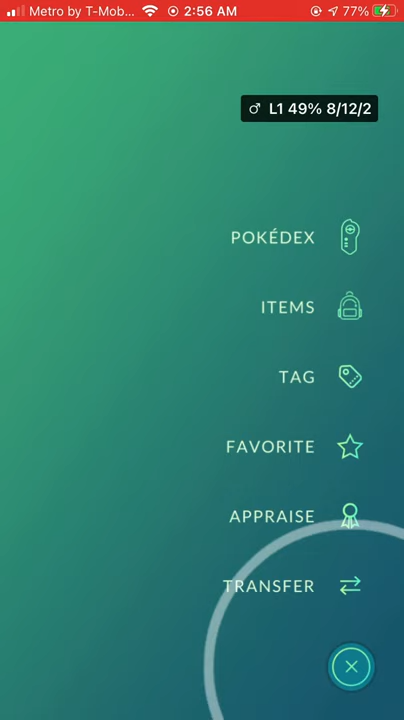 Metro by T-Mob... 2:56 AM 77%
♂ L1 49% 8/12/2
POKÉDEX
ITEMS
TAG
FAVORITE
APPRAISE
TRANSFER